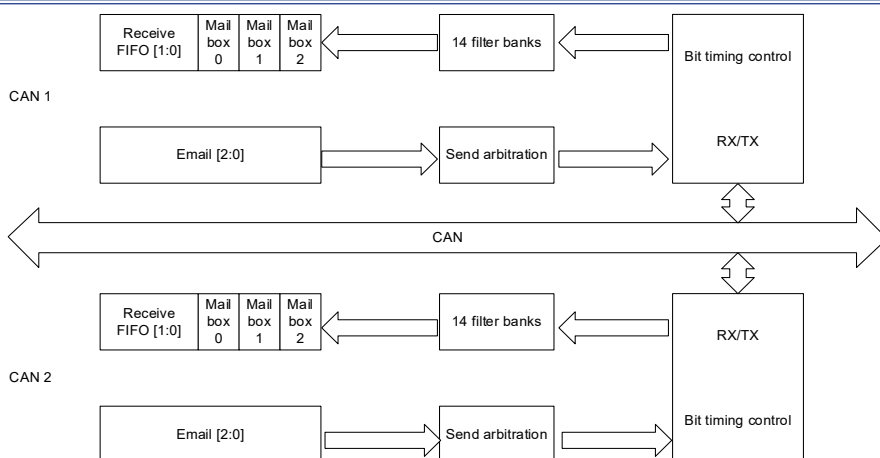 Receive
FIFO [1:0]
Mail
box
0
Mail
box
1
Mail
box
2
14 filter banks
Bit timing control
CAN 1
RX/TX
Email [2:0]
Send arbitration
CAN
Receive
FIFO [1:0]
Mail
box
0
Mail
box
1
Mail
box
2
14 filter banks
RX/TX
CAN 2
Email [2:0]
Send arbitration
Bit timing control